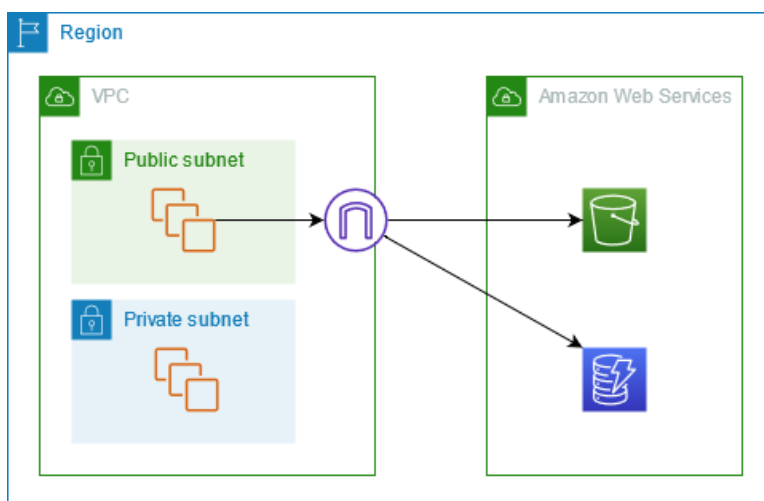 Region
VPC
Amazon Web Services
Public subnet
Private subnet